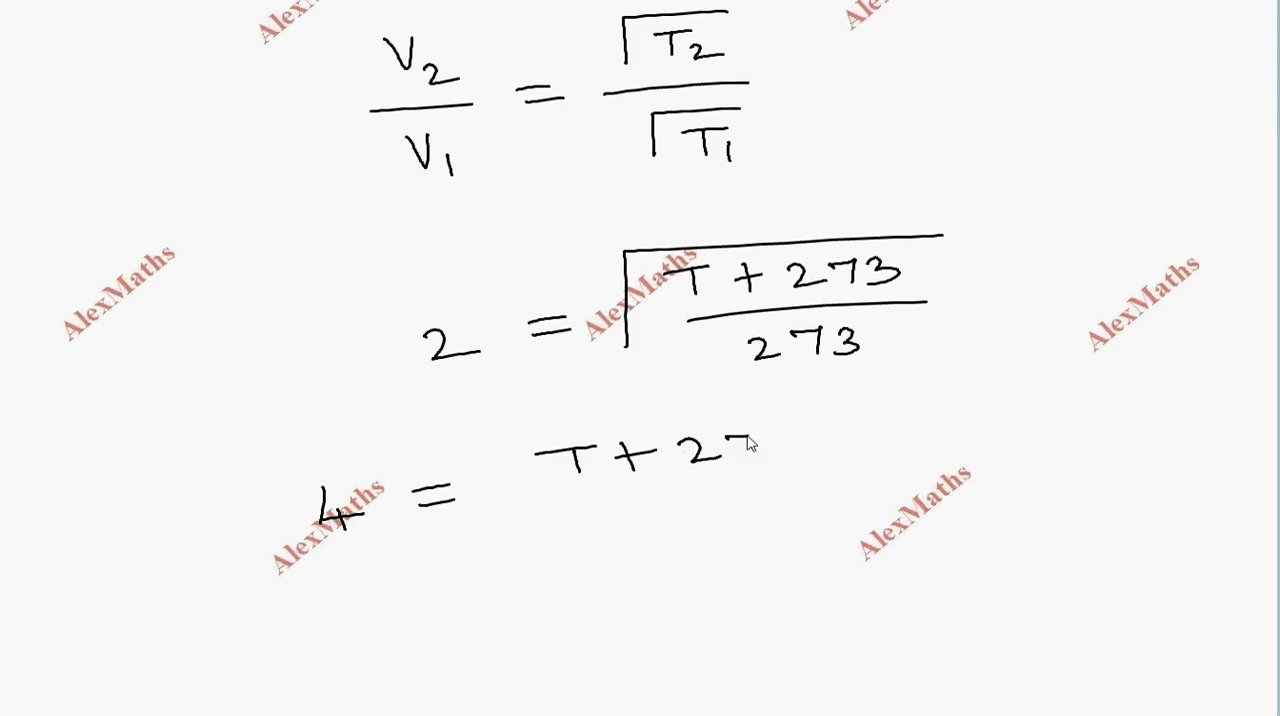 AlexMaths
V₂/V₁ = √T₂/√T₁
AlexMaths AlexMaths AlexMaths
2 = √((T + 273)/273)
4 = T + 27
AlexMaths AlexMaths